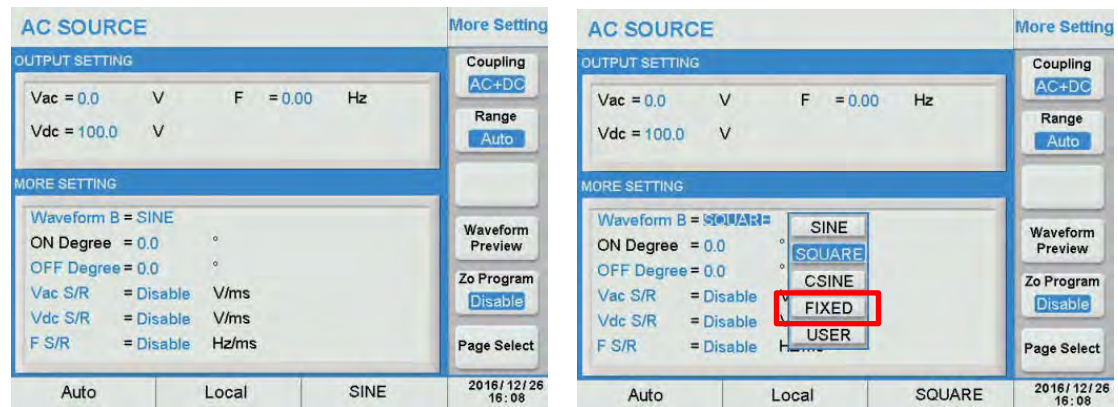 AC SOURCE
More Setting
OUTPUT SETTING
Vac = 0.0 V F = 0.00 Hz
Vdc = 100.0 V
Coupling
AC+DC
Range
Auto
MORE SETTING
Waveform B = SINE
ON Degree = 0.0 °
OFF Degree = 0.0 °
Vac S/R = Disable V/ms
Vdc S/R = Disable V/ms
F S/R = Disable Hz/ms
Waveform
Preview
Zo Program
Disable
Page Select
Auto Local SINE
2016/12/26
16:08
AC SOURCE
More Setting
OUTPUT SETTING
Vac = 0.0 V F = 0.00 Hz
Vdc = 100.0 V
Coupling
AC+DC
Range
Auto
MORE SETTING
Waveform B = SQUARE
ON Degree = 0.0 °
OFF Degree = 0.0 °
Vac S/R = Disable
Vdc S/R = Disable
F S/R = Disable
SINE
SQUARE
CSINE
FIXED
USER
Waveform
Preview
Zo Program
Disable
Page Select
Auto Local SQUARE
2016/12/26
16:08